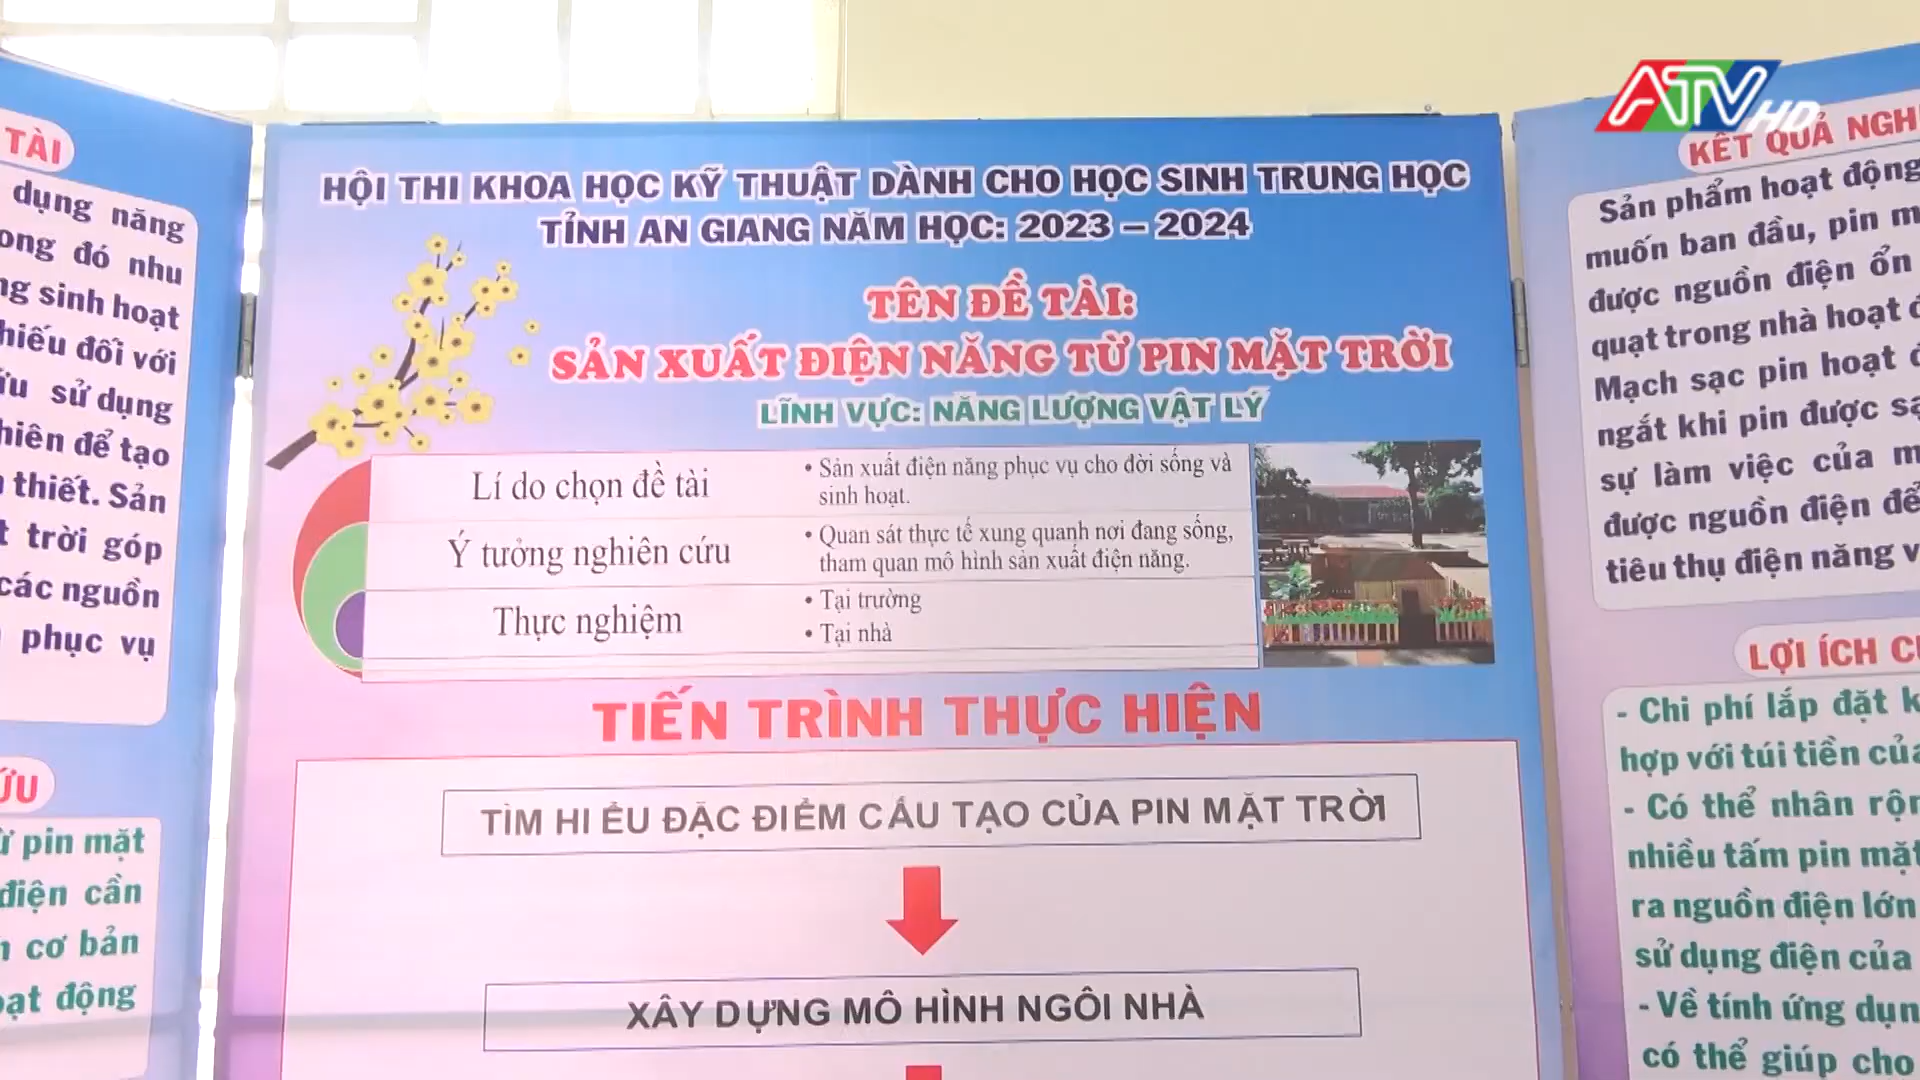 ATV HD
TÀI
dụng năng
ong đó nhu
ng sinh hoạt
hiếu đối với
ứu sử dụng
hiên để tạo
thiết. Sản
t trời góp
các nguồn
phục vụ
ỨU
ừ pin mặt
điện cần
cơ bản
oạt động
HỘI THI KHOA HỌC KỸ THUẬT DÀNH CHO HỌC SINH TRUNG HỌC
TỈNH AN GIANG NĂM HỌC: 2023 – 2024
TÊN ĐỀ TÀI:
SẢN XUẤT ĐIỆN NĂNG TỪ PIN MẶT TRỜI
LĨNH VỰC: NĂNG LƯỢNG VẬT LÝ
Lí do chọn đề tài
• Sản xuất điện năng phục vụ cho đời sống và
sinh hoạt.
Ý tưởng nghiên cứu
• Quan sát thực tế xung quanh nơi đang sống,
tham quan mô hình sản xuất điện năng.
Thực nghiệm
• Tại trường
• Tại nhà
TIẾN TRÌNH THỰC HIỆN
TÌM HI ỂU ĐẶC ĐIỂM CẤU TẠO CỦA PIN MẶT TRỜI
XÂY DỰNG MÔ HÌNH NGÔI NHÀ
KẾT QUẢ NGH
Sản phẩm hoạt động
muốn ban đầu, pin m
được nguồn điện ổn
quạt trong nhà hoạt đ
Mạch sạc pin hoạt đ
ngắt khi pin được sạ
sự làm việc của m
được nguồn điện để
tiêu thụ điện năng v
LỢI ÍCH C
- Chi phí lắp đặt k
hợp với túi tiền của
- Có thể nhân rộn
nhiều tấm pin mặt
ra nguồn điện lớn
sử dụng điện của
- Về tính ứng dụn
có thể giúp cho